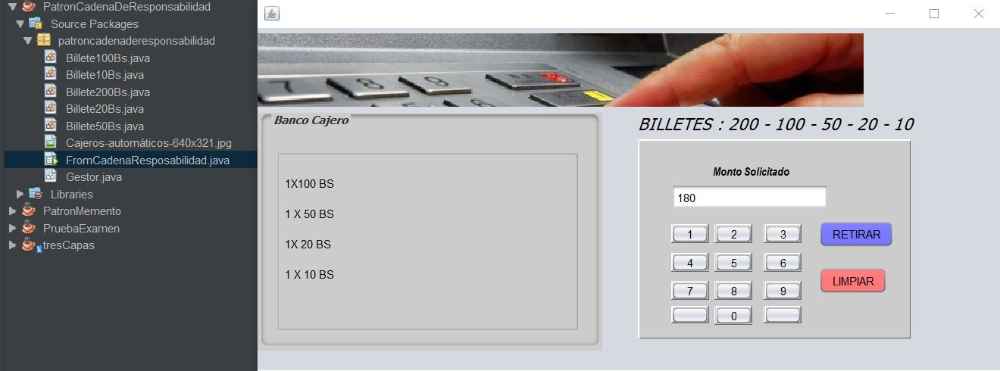 PatronCadenaDeResponsabilidad
Source Packages
patroncadenaderesponsabilidad
Billete100Bs.java
Billete10Bs.java
Billete200Bs.java
Billete20Bs.java
Billete50Bs.java
Cajeros-automáticos-640x321.jpg
FromCadenaResposabilidad.java
Gestor.java
Libraries
PatronMemento
PruebaExamen
tresCapas
7 8 9
Banco Cajero
1X100 BS
1 X 50 BS
1X 20 BS
1 X 10 BS
BILLETES : 200 - 100 - 50 - 20 - 10
Monto Solicitado
180
1 2 3 RETIRAR
4 5 6
LIMPIAR
7 8 9
0